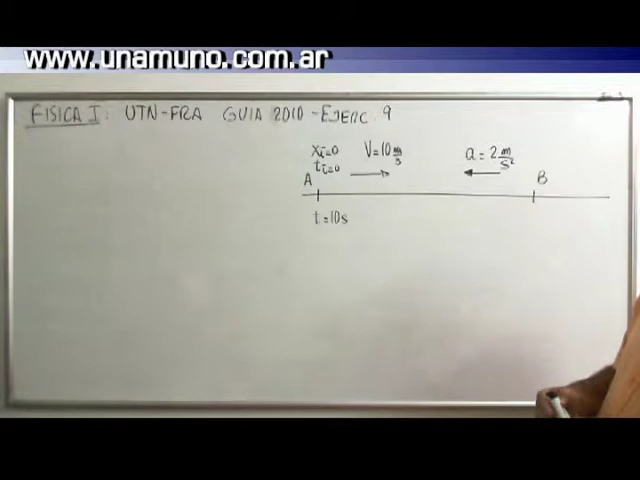 www.unamuno.com.ar
FISICA I: UTN-FRA GUIA 2010 - EJERC. 9
Xi=0 V=10 m/s a=2 m/s²
ti=0
A B
t=10s